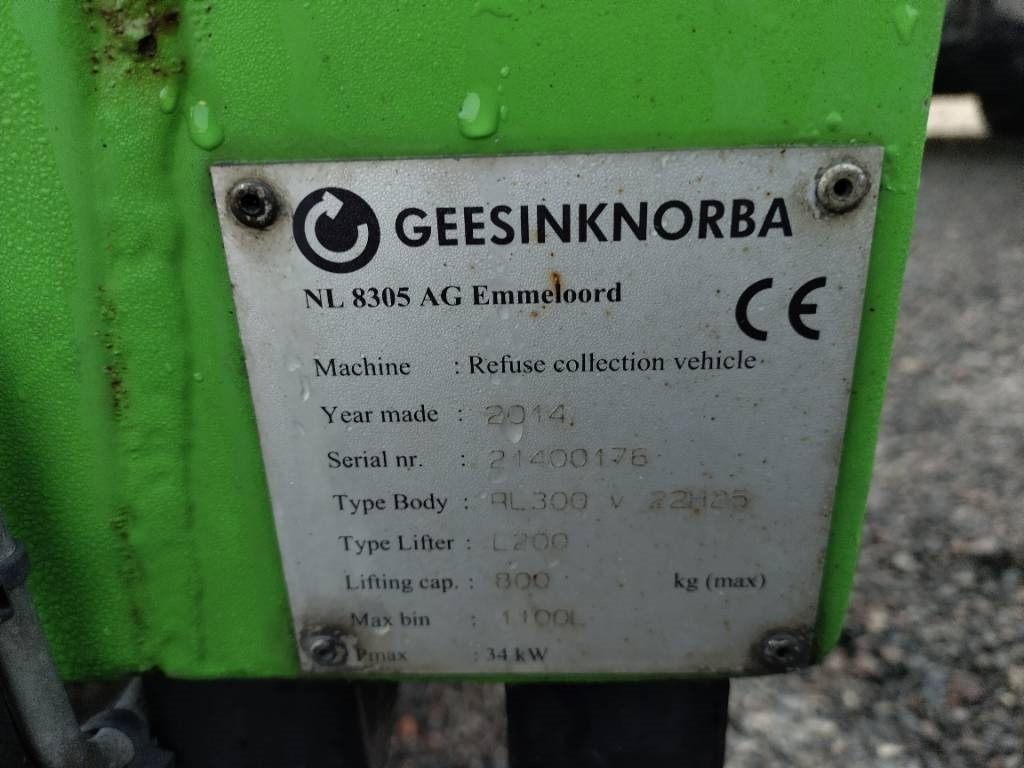 GEESINKNORBA
NL 8305 AG Emmeloord
CE
Machine : Refuse collection vehicle
Year made : 2014
Serial nr. : 21400176
Type Body : RL300 V 22H25
Type Lifter : L200
Lifting cap. : 800 kg (max)
Max bin : 1100L
Pmax : 34 kW